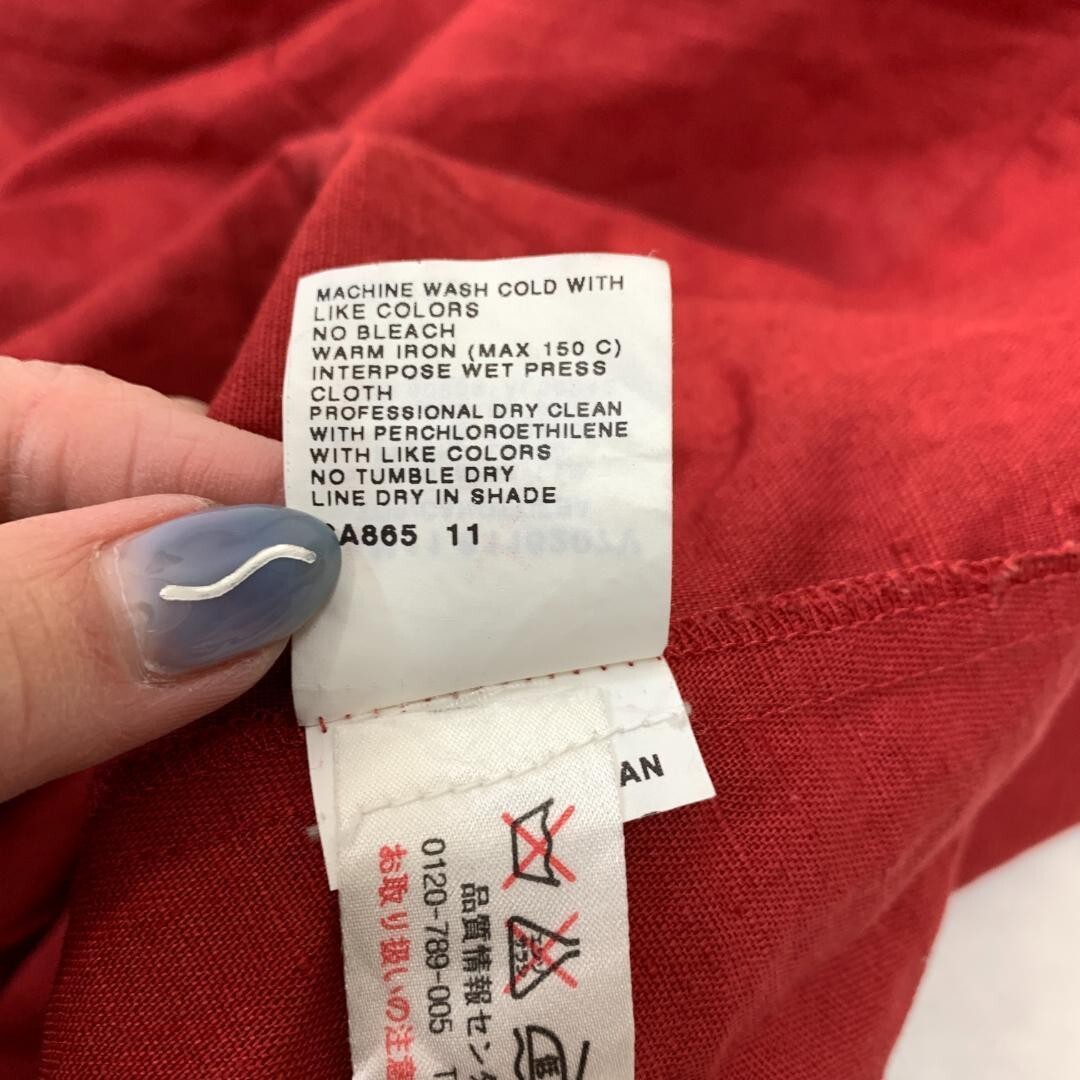 MACHINE WASH COLD WITH
LIKE COLORS
NO BLEACH
WARM IRON (MAX 150 C)
INTERPOSE WET PRESS
CLOTH
PROFESSIONAL DRY CLEAN
WITH PERCHLOROETHILENE
WITH LIKE COLORS
NO TUMBLE DRY
LINE DRY IN SHADE
A865 11
AN
品質情報セン
0120-789-005
お取り扱いの注意